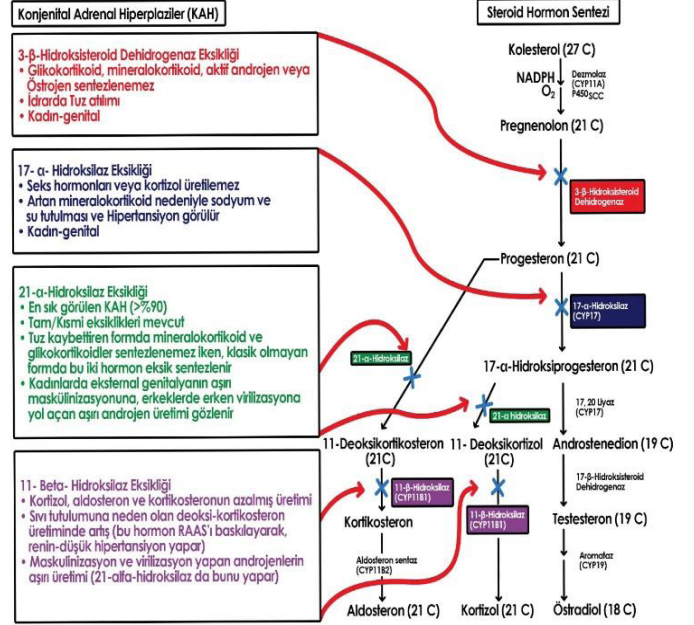 Konjenital Adrenal Hiperplaziler (KAH)
3-β-Hidroksisteroid Dehidrogenaz Eksikliği
• Glikokortikoid, mineralokortikoid, aktif androjen veya
Östrojen sentezlenemez
• İdrarda Tuz atılımı
• Kadın-genital
17- α- Hidroksilaz Eksikliği
• Seks hormonları veya kortizol üretilemez
• Artan mineralokortikoid nedeniyle sodyum ve
su tutulması ve Hipertansiyon görülür
• Kadın-genital
21-α-Hidroksilaz Eksikliği
• En sık görülen KAH (>%90)
• Tam/Kısmi eksiklikleri mevcut
• Tuz kaybettiren formda mineralokortikoid ve
glikokortikoidler sentezlenemez iken, klasik olmayan
formda bu iki hormon eksik sentezlenir
• Kadınlarda eksternal genitalyanın aşırı
maskülinizasyonuna, erkeklerde erken virilizasyona
yol açan aşırı androjen üretimi gözlenir
11- Beta- Hidroksilaz Eksikliği
• Kortizol, aldosteron ve kortikosteronun azalmış üretimi
• Sıvı tutulumuna neden olan deoksi-kortikosteron
üretiminde artış (bu hormon RAAS'ı baskılayarak,
renin-düşük hipertansiyon yapar)
• Maskulinizasyon ve virilizasyon yapan androjenlerin
aşırı üretimi (21-alfa-hidroksilaz da bunu yapar)
Steroid Hormon Sentezi
Kolesterol (27 C)
NADPH
O₂
Dezmolaz
(CYP11A)
P450SCC
Pregnenolon (21 C)
3-β-Hidroksisteroid
Dehidrogenaz
Progesteron (21 C)
17-α-Hidroksilaz
(CYP17)
21-α-Hidroksilaz
17-α-Hidroksiprogesteron (21 C)
21-α hidroksilaz
17, 20 Liyaz
(CYP17)
11-Deoksikortikosteron
(21C)
11- Deoksikortizol
(21C)
Androstenedion (19 C)
11-β-Hidroksilaz
(CYP11B1)
11-β-Hidroksilaz
(CYP11B1)
17-β-Hidroksisteroid
Dehidrogenaz
Kortikosteron
Testesteron (19 C)
Aldosteron sentaz
(CYP11B2)
Aromataz
(CYP19)
Aldosteron (21 C)
Kortizol (21 C)
Östradiol (18 C)